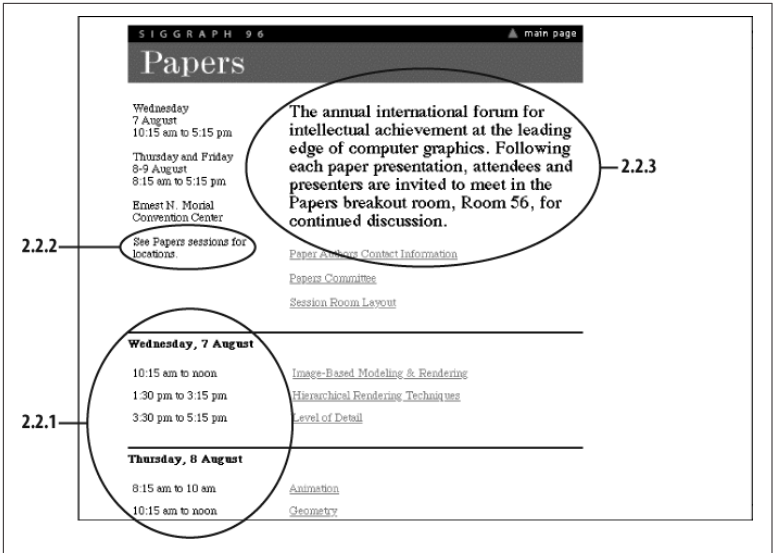 SIGGRAPH 96
main page
Papers
Wednesday
7 August
10:15 am to 5:15 pm
Thursday and Friday
8-9 August
8:15 am to 5:15 pm
Ernest N. Morial
Convention Center
2.2.2
See Papers sessions for
locations.
The annual international forum for
intellectual achievement at the leading
edge of computer graphics. Following
each paper presentation, attendees and
presenters are invited to meet in the
Papers breakout room, Room 56, for
continued discussion.
2.2.3
Paper Authors Contact Information
Papers Committee
Session Room Layout
Wednesday, 7 August
10:15 am to noon Image-Based Modeling & Rendering
1:30 pm to 3:15 pm Hierarchical Rendering Techniques
2.2.1
3:30 pm to 5:15 pm Level of Detail
Thursday, 8 August
8:15 am to 10 am Animation
10:15 am to noon Geometry